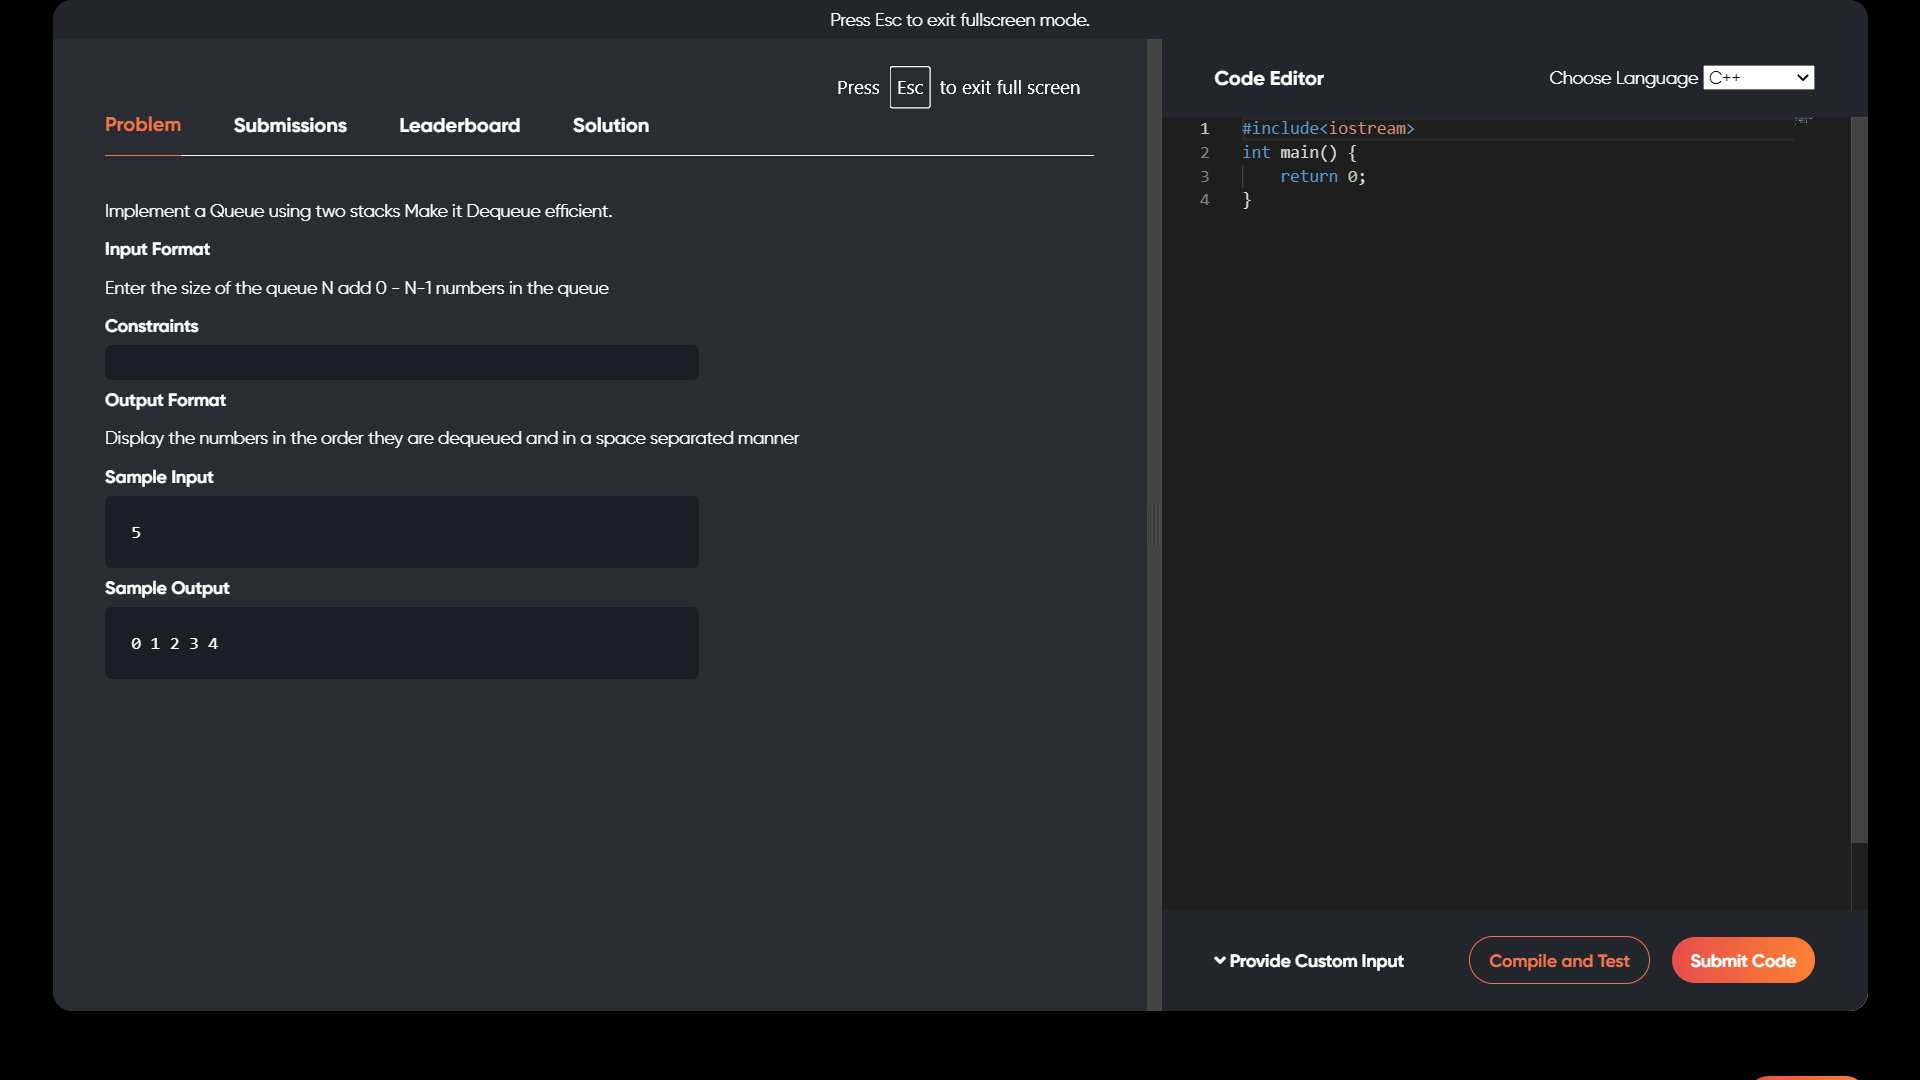 Press Esc to exit fullscreen mode.
Press Esc to exit full screen
Problem Submissions Leaderboard Solution
Implement a Queue using two stacks Make it Dequeue efficient.
Input Format
Enter the size of the queue N add 0 - N-1 numbers in the queue
Constraints
Output Format
Display the numbers in the order they are dequeued and in a space separated manner
Sample Input
5
Sample Output
0 1 2 3 4
Code Editor
Choose Language C++
1 #include<iostream>
2 int main() {
3     return 0;
4 }
Provide Custom Input
Compile and Test
Submit Code